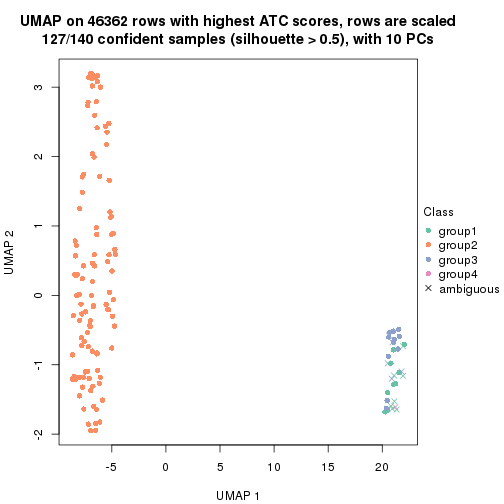 UMAP on 46362 rows with highest ATC scores, rows are scaled
127/140 confident samples (silhouette > 0.5), with 10 PCs
3
2
1
0
-1
-2
UMAP 2
-5
0
5
10
15
20
UMAP 1
Class
group1
group2
group3
group4
ambiguous